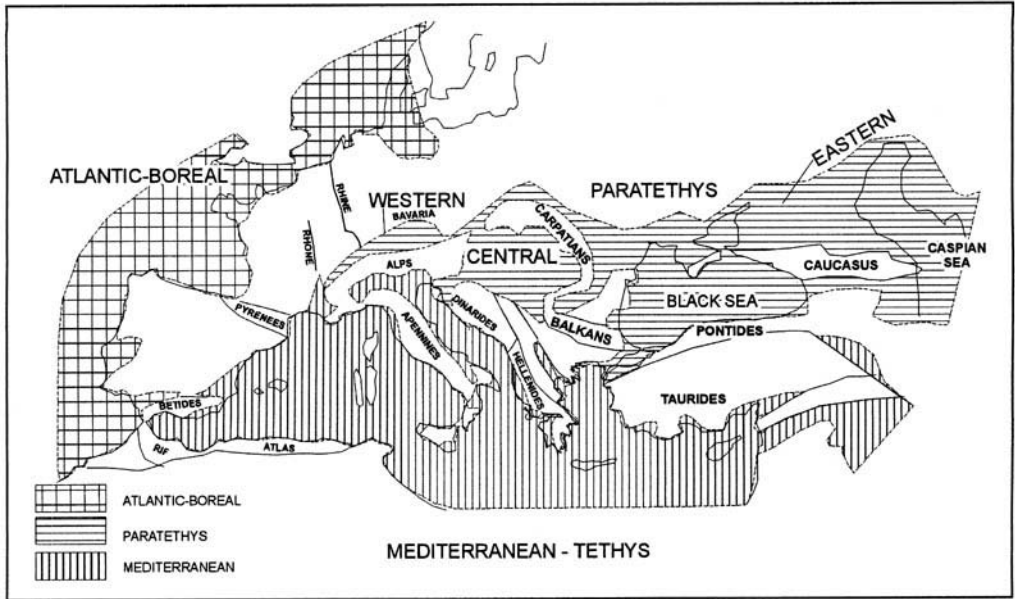 EASTERN
ATLANTIC-BOREAL
RHINE
WESTERN
PARATETHYS
BAVARIA
CARPATIANS
RHONE
CENTRAL
ALPS
CAUCASUS
CASPIAN
SEA
PYRENEES
APENNINES
DINARIDES
BLACK SEA
BALKANS
PONTIDES
HELLENIDES
TAURIDES
BETIDES
RIF
ATLAS
ATLANTIC-BOREAL
PARATETHYS
MEDITERRANEAN
MEDITERRANEAN - TETHYS